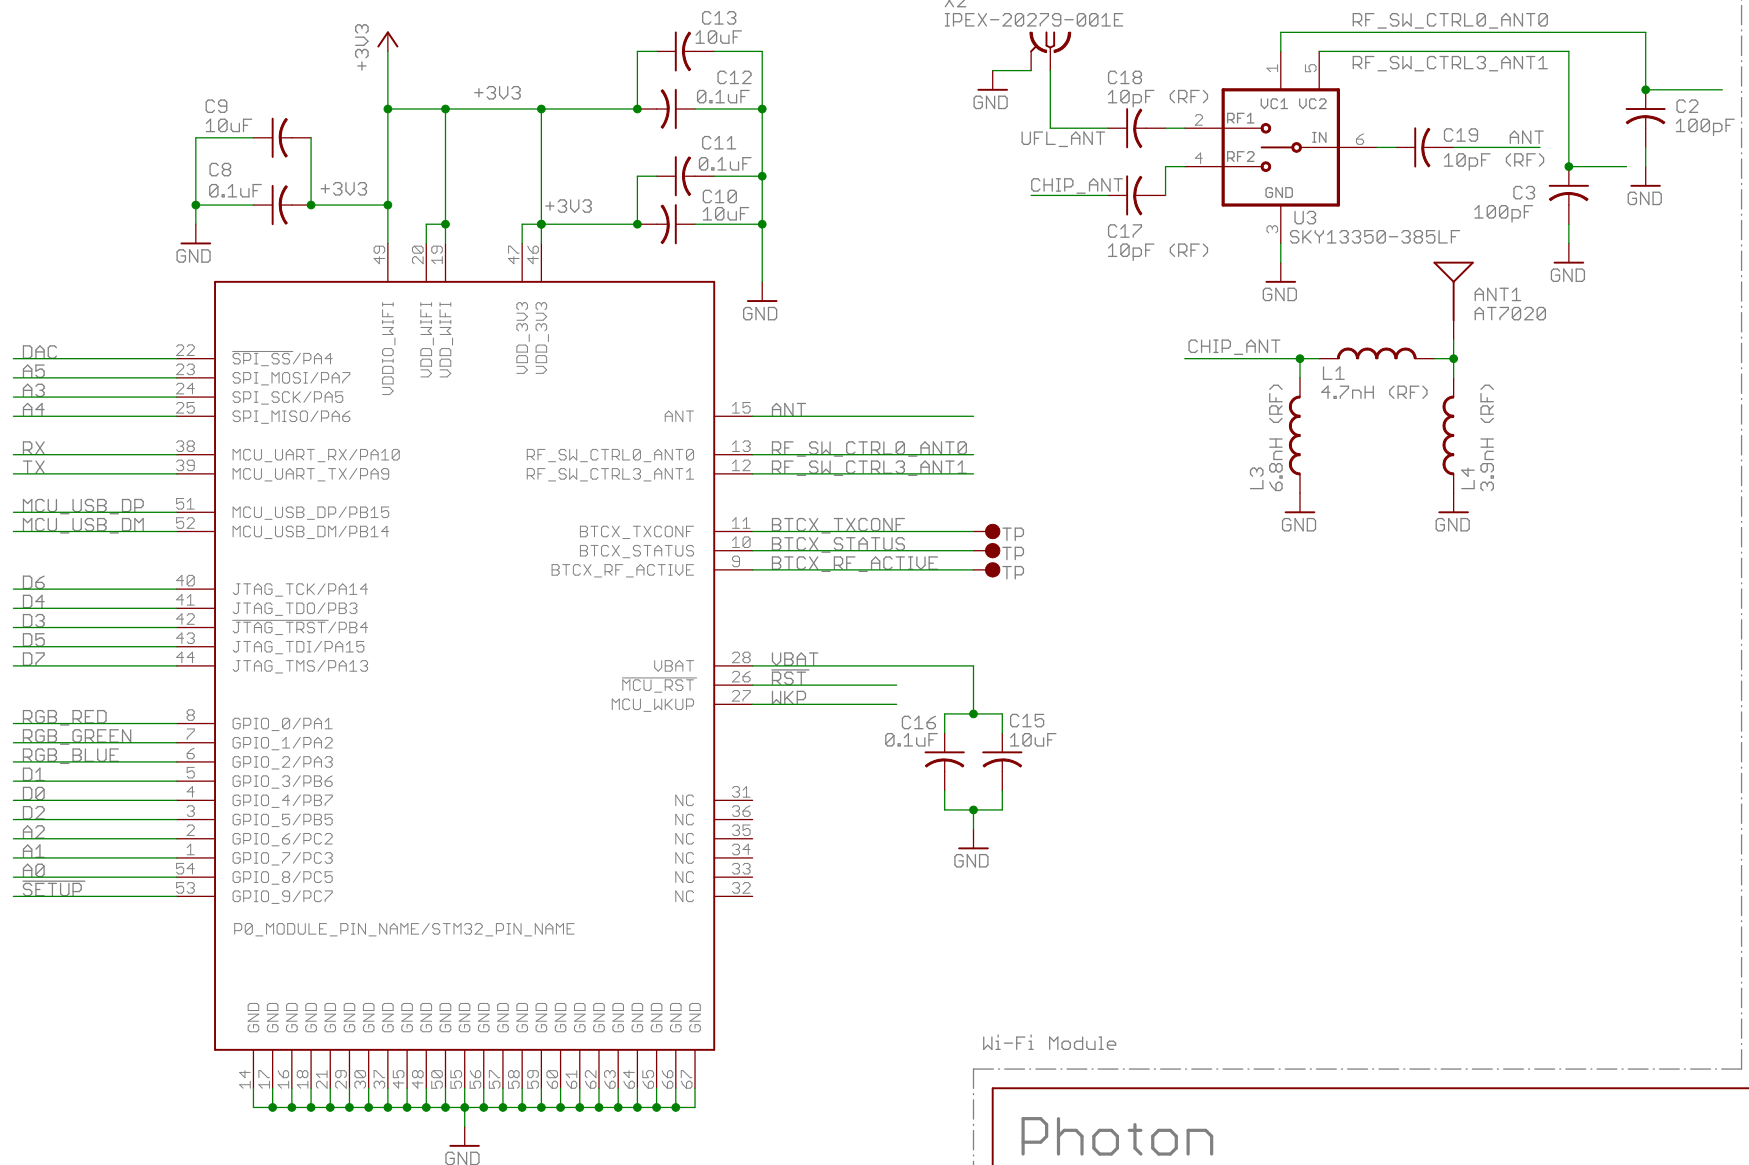 X2
IPEX-20279-001E
GND
UFL_ANT
C18
10pF (RF)
CHIP_ANT
C17
10pF (RF)
RF_SW_CTRL0_ANT0
RF_SW_CTRL3_ANT1
1
5
VC1 VC2
2
RF1
4
RF2
IN
6
GND
3
U3
SKY13350-385LF
GND
C19
10pF (RF)
ANT
C2
100pF
GND
C3
100pF
GND
ANT1
AT7020
CHIP_ANT
L1
4.7nH (RF)
L3
6.8nH (RF)
GND
L4
3.9nH (RF)
GND
+3V3
C13
10uF
C12
0.1uF
+3V3
C11
0.1uF
C10
10uF
+3V3
GND
C9
10uF
C8
0.1uF
+3V3
GND
49
20
19
47
46
VDDIO_WIFI
VDD_WIFI
VDD_WIFI
VDD_3V3
VDD_3V3
DAC 22 SPI_SS/PA4
A5 23 SPI_MOSI/PA7
A3 24 SPI_SCK/PA5
A4 25 SPI_MISO/PA6
RX 38 MCU_UART_RX/PA10
TX 39 MCU_UART_TX/PA9
MCU_USB_DP 51 MCU_USB_DP/PB15
MCU_USB_DM 52 MCU_USB_DM/PB14
D6 40 JTAG_TCK/PA14
D4 41 JTAG_TDO/PB3
D3 42 JTAG_TRST/PB4
D5 43 JTAG_TDI/PA15
D7 44 JTAG_TMS/PA13
RGB_RED 8 GPIO_0/PA1
RGB_GREEN 7 GPIO_1/PA2
RGB_BLUE 6 GPIO_2/PA3
D1 5 GPIO_3/PB6
D0 4 GPIO_4/PB7
D2 3 GPIO_5/PB5
A2 2 GPIO_6/PC2
A1 1 GPIO_7/PC3
A0 54 GPIO_8/PC5
SETUP 53 GPIO_9/PC7
ANT 15 ANT
RF_SW_CTRL0_ANT0 13 RF_SW_CTRL0_ANT0
RF_SW_CTRL3_ANT1 12 RF_SW_CTRL3_ANT1
BTCX_TXCONF 11 BTCX_TXCONF TP
BTCX_STATUS 10 BTCX_STATUS TP
BTCX_RF_ACTIVE 9 BTCX_RF_ACTIVE TP
VBAT 28 VBAT
MCU_RST 26 RST
MCU_WKUP 27 WKP
C16
0.1uF
C15
10uF
GND
NC 31
NC 36
NC 35
NC 34
NC 33
NC 32
P0_MODULE_PIN_NAME/STM32_PIN_NAME
GND GND GND GND GND GND GND GND GND GND GND GND GND GND GND GND GND GND GND GND GND GND GND GND
14 17 16 18 21 29 30 37 45 48 50 55 56 57 58 59 60 61 62 63 64 65 66 67
GND
Wi-Fi Module
Photon